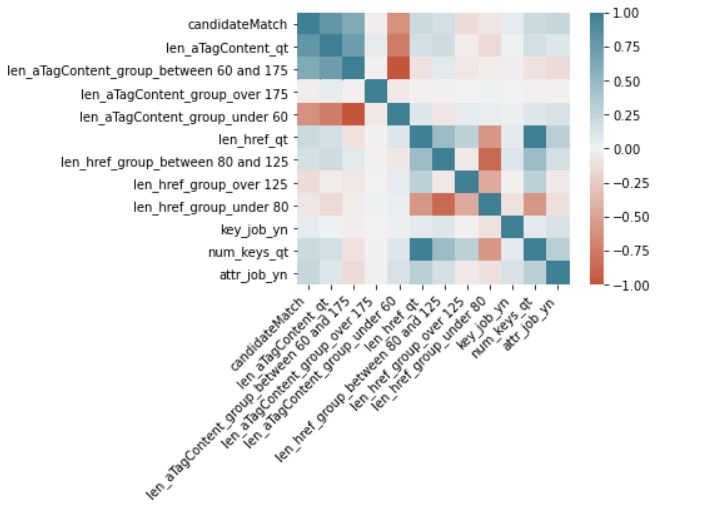 candidateMatch
len_aTagContent_qt
len_aTagContent_group_between 60 and 175
len_aTagContent_group_over 175
len_aTagContent_group_under 60
len_href_qt
len_href_group_between 80 and 125
len_href_group_over 125
len_href_group_under 80
key_job_yn
num_keys_qt
attr_job_yn
1.00
0.75
0.50
0.25
0.00
−0.25
−0.50
−0.75
−1.00
candidateMatch
len_aTagContent_qt
len_aTagContent_group_between 60 and 175
len_aTagContent_group_over 175
len_aTagContent_group_under 60
len_href_qt
len_href_group_between 80 and 125
len_href_group_over 125
len_href_group_under 80
key_job_yn
num_keys_qt
attr_job_yn